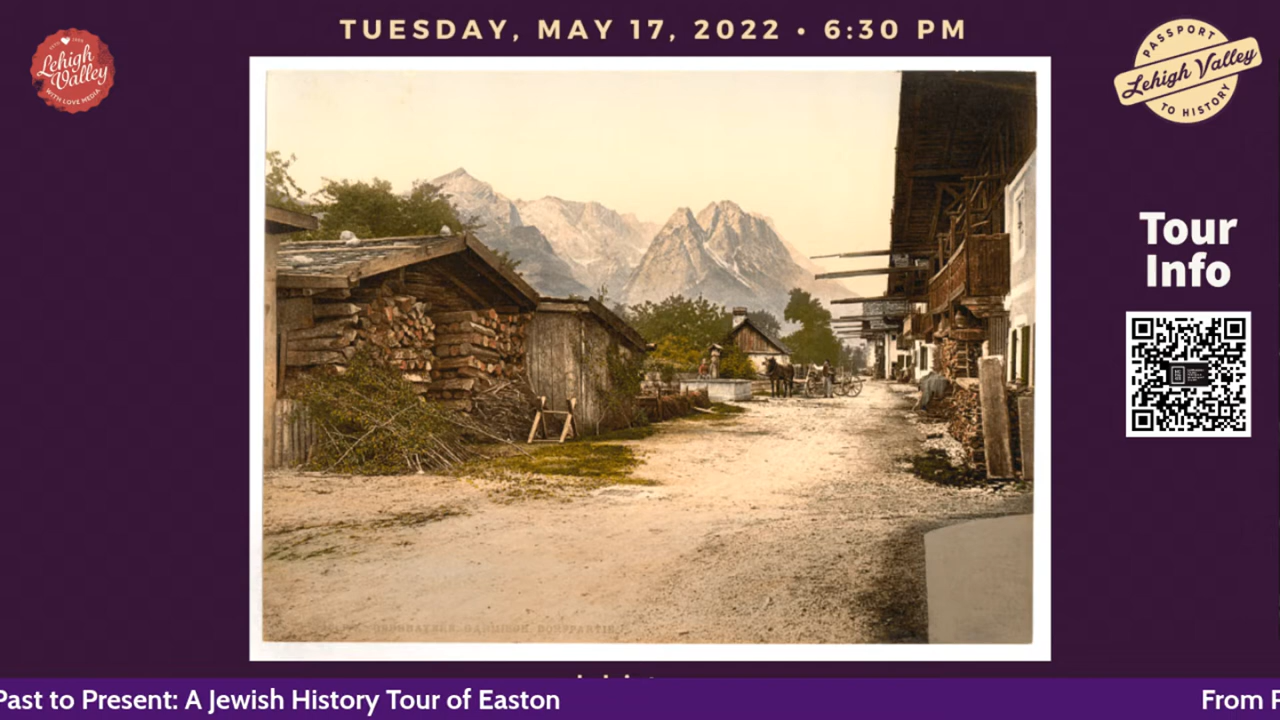 TUESDAY, MAY 17, 2022 • 6:30 PM
Lehigh
Valley
WITH LOVE MEDIA
PASSPORT
Lehigh Valley
TO HISTORY
Tour
Info
Past to Present: A Jewish History Tour of Easton
From P